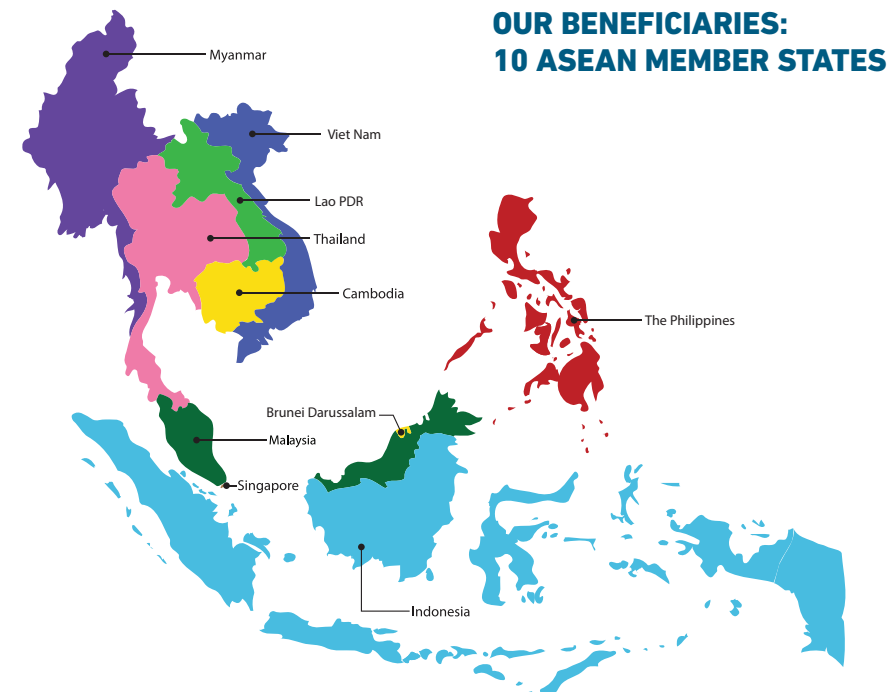 OUR BENEFICIARIES:
10 ASEAN MEMBER STATES
Myanmar
Viet Nam
Lao PDR
Thailand
Cambodia
The Philippines
Brunei Darussalam
Malaysia
Singapore
Indonesia